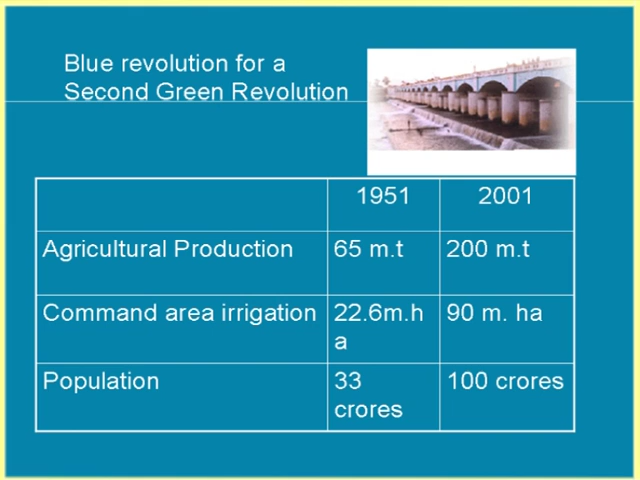 Blue revolution for a
Second Green Revolution
1951 2001
Agricultural Production 65 m.t 200 m.t
Command area irrigation 22.6m.h 90 m. ha
a
Population 33 100 crores
crores